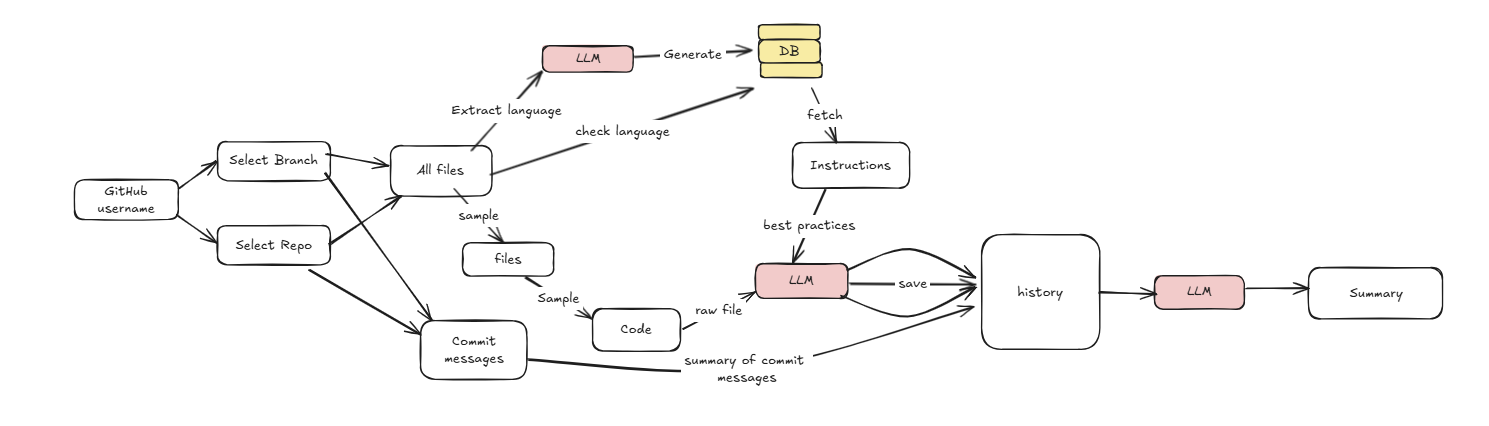 LLM
Generate
DB
Extract language
check language
fetch
Select Branch
All files
Instructions
GitHub
username
sample
best practices
Select Repo
files
LLM
save
history
LLM
Summary
Sample
raw file
Code
Commit
messages
summary of commit
messages